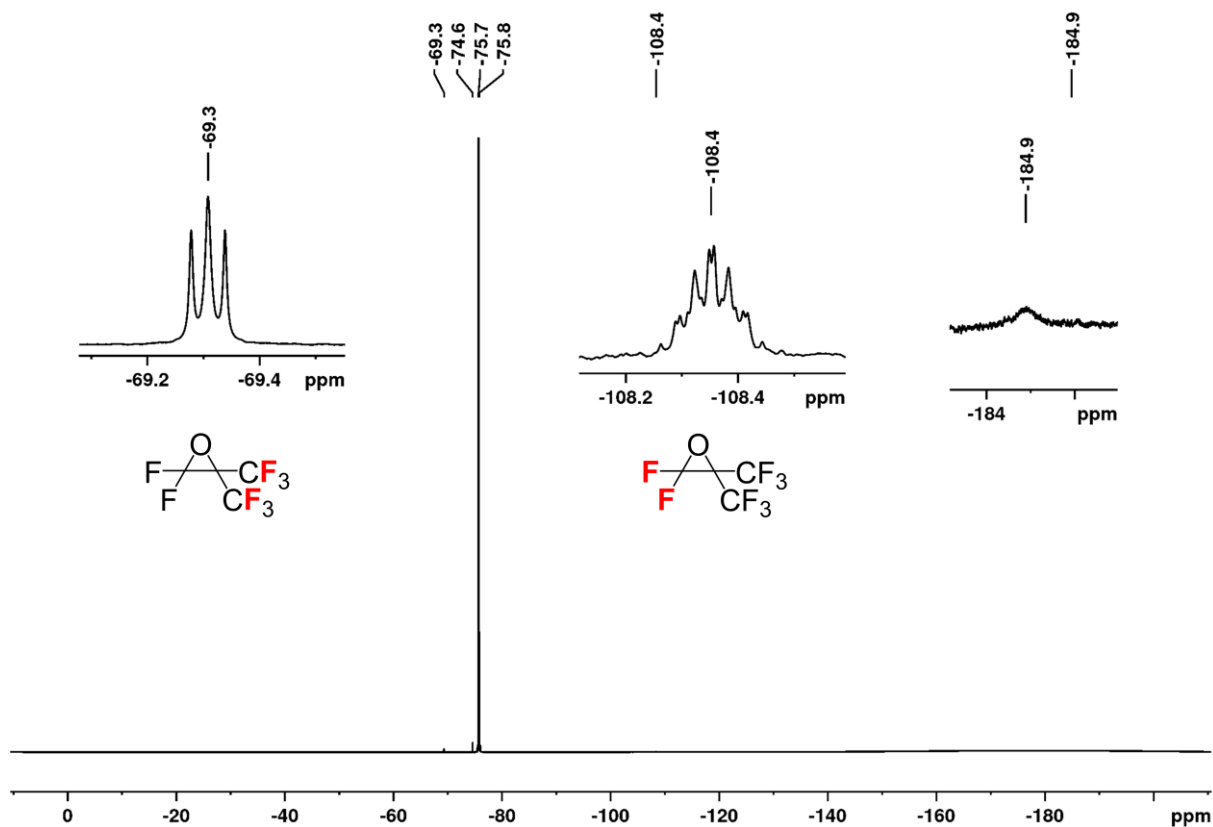 -69.3
-74.6
-75.7
-75.8
-108.4
-184.9
-69.3
-108.4
-184.9
-69.2 -69.4 ppm
-108.2 -108.4 ppm
-184 ppm
O
F CF3
F CF3
O
F CF3
F CF3
0 -20 -40 -60 -80 -100 -120 -140 -160 -180 ppm